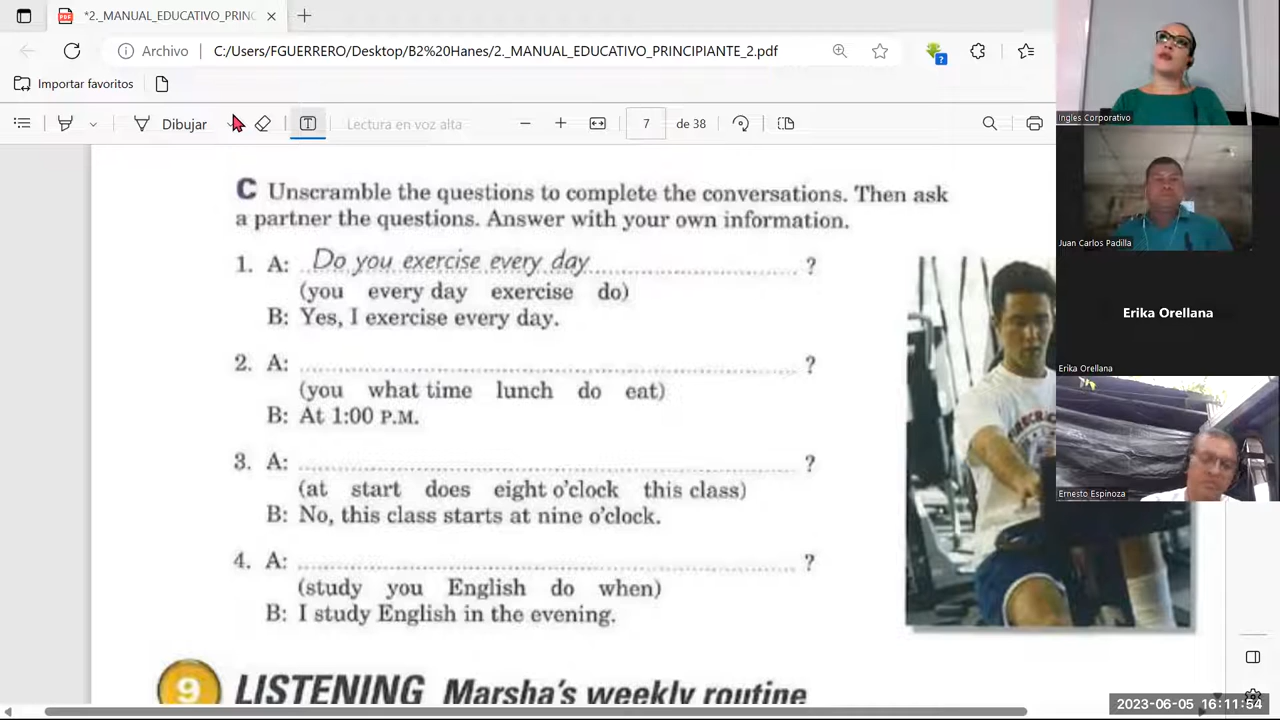 *2._MANUAL_EDUCATIVO_PRINC
Archivo C:/Users/FGUERRERO/Desktop/B2%20Hanes/2._MANUAL_EDUCATIVO_PRINCIPIANTE_2.pdf
Importar favoritos
Dibujar Lectura en voz alta 7 de 38
C Unscramble the questions to complete the conversations. Then ask
a partner the questions. Answer with your own information.
1. A: Do you exercise every day ?
(you every day exercise do)
B: Yes, I exercise every day.
2. A: ?
(you what time lunch do eat)
B: At 1:00 P.M.
3. A: ?
(at start does eight o'clock this class)
B: No, this class starts at nine o'clock.
4. A: ?
(study you English do when)
B: I study English in the evening.
9 LISTENING Marsha's weekly routine
Ingles Corporativo
Juan Carlos Padilla
Erika Orellana
Erika Orellana
Ernesto Espinoza
2023-06-05 16:11:54